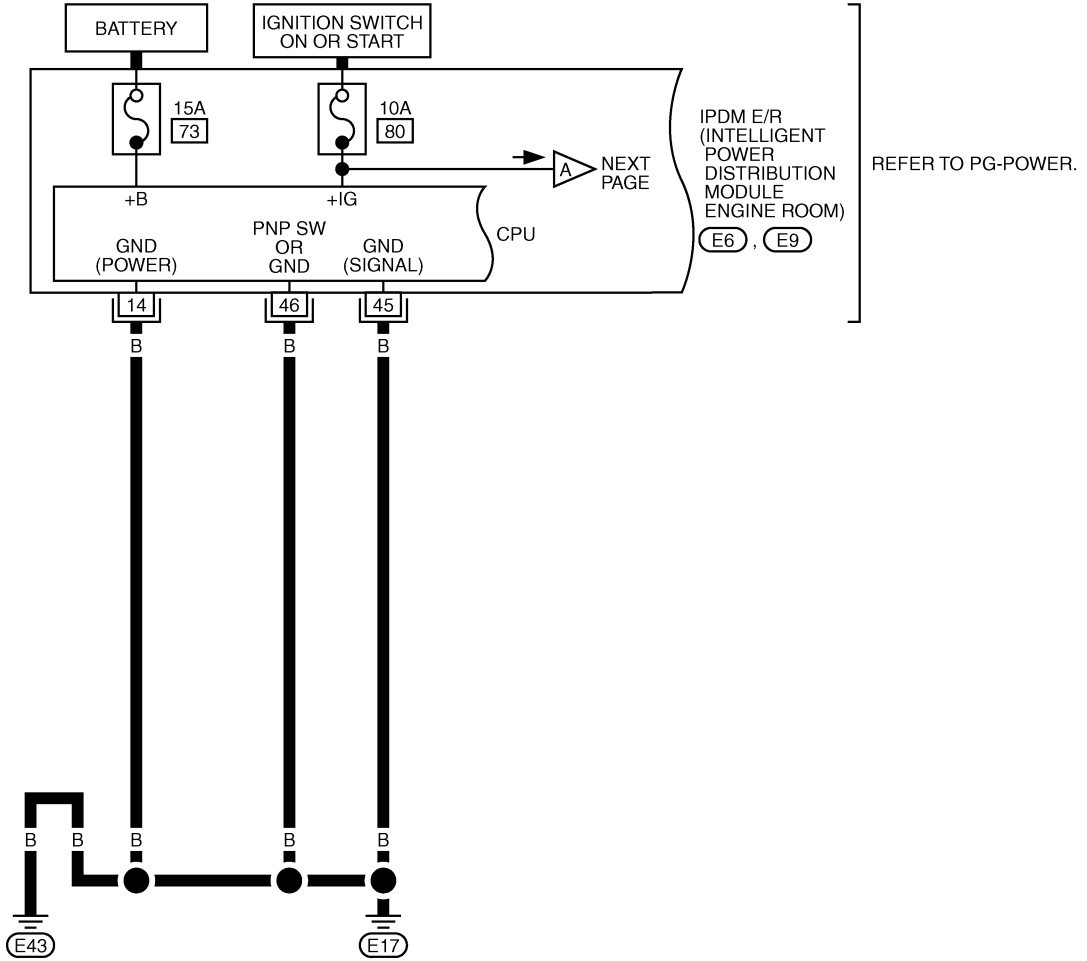 BATTERY
IGNITION SWITCH
ON OR START
15A
73
10A
80
A
NEXT
PAGE
IPDM E/R
(INTELLIGENT
POWER
DISTRIBUTION
MODULE
ENGINE ROOM)
E6 , E9
REFER TO PG-POWER.
+B
+IG
GND
(POWER)
PNP SW
OR
GND
GND
(SIGNAL)
CPU
14
46
45
B
B
B
B
B
B
B
B
E43
E17